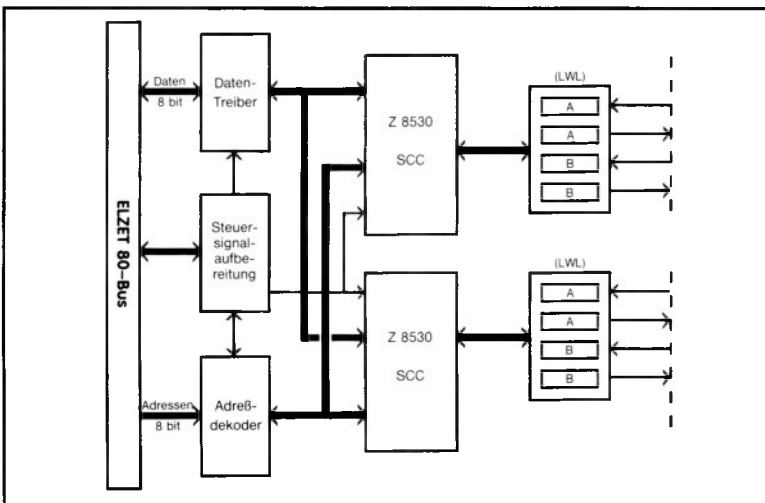 ELZET 80-Bus
Daten
8 bit
Daten-
Treiber
Steuer-
signal-
aufbe-
reitung
Adressen
8 bit
Adreß-
dekoder
Z 8530
SCC
Z 8530
SCC
(LWL)
A
A
B
B
(LWL)
A
A
B
B